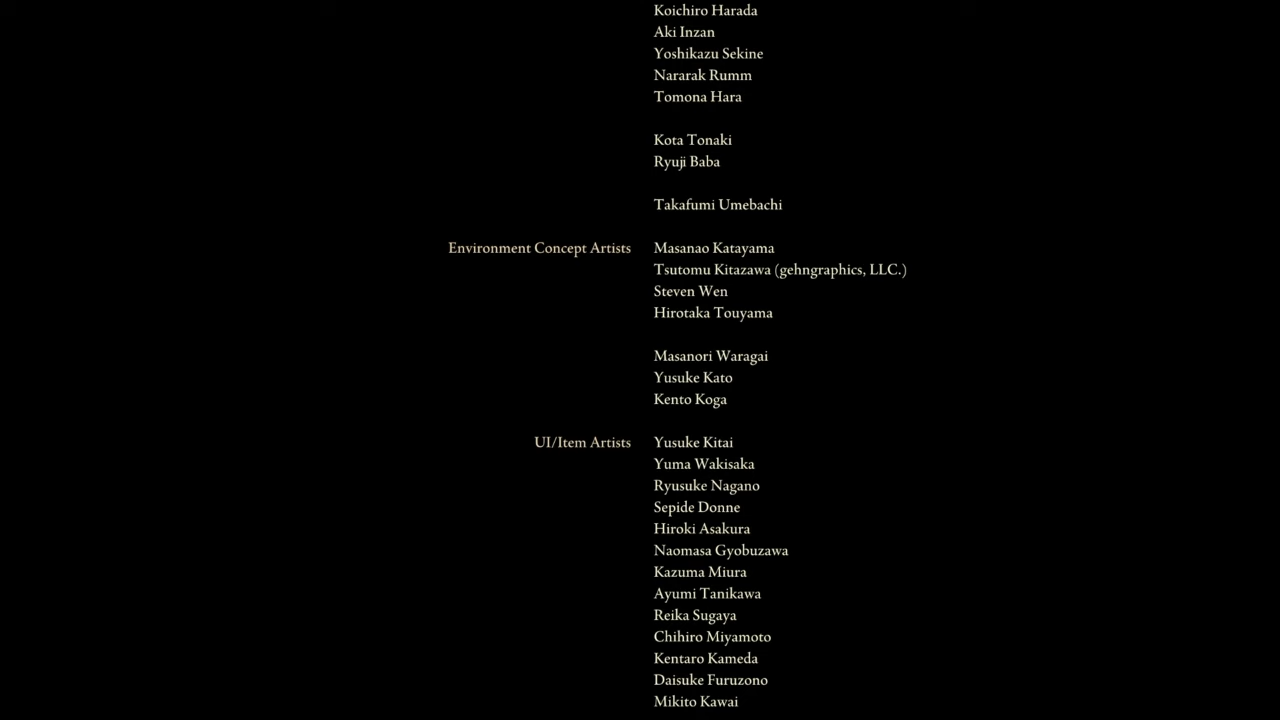 Koichiro Harada
Aki Inzan
Yoshikazu Sekine
Nararak Rumm
Tomona Hara
Kota Tonaki
Ryuji Baba
Takafumi Umebachi
Environment Concept Artists Masanao Katayama
Tsutomu Kitazawa (gehngraphics, LLC.)
Steven Wen
Hirotaka Touyama
Masanori Waragai
Yusuke Kato
Kento Koga
UI/Item Artists Yusuke Kitai
Yuma Wakisaka
Ryusuke Nagano
Sepide Donne
Hiroki Asakura
Naomasa Gyobuzawa
Kazuma Miura
Ayumi Tanikawa
Reika Sugaya
Chihiro Miyamoto
Kentaro Kameda
Daisuke Furuzono
Mikito Kawai